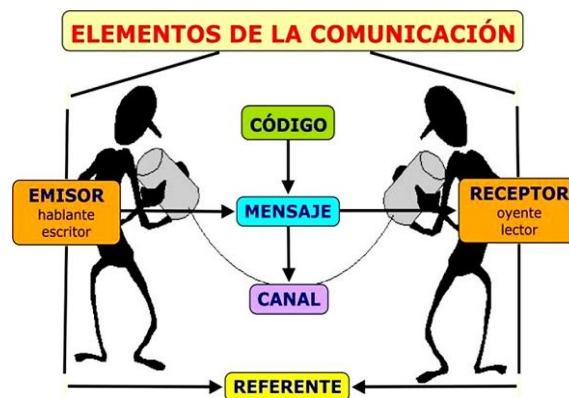 ELEMENTOS DE LA COMUNICACIÓN
CÓDIGO
EMISOR
hablante
escritor
MENSAJE
RECEPTOR
oyente
lector
CANAL
REFERENTE